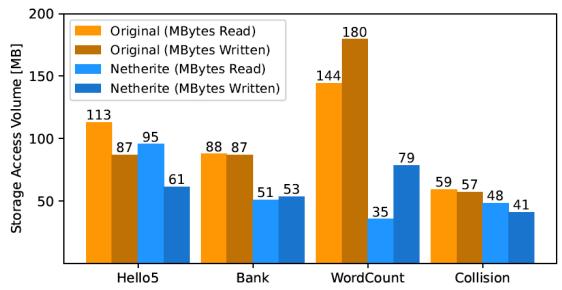 Storage Access Volume [MB]
200
150
100
50
Original (MBytes Read)
Original (MBytes Written)
Netherite (MBytes Read)
Netherite (MBytes Written)
113
87
95
61
88
87
51
53
144
180
35
79
59
57
48
41
Hello5
Bank
WordCount
Collision